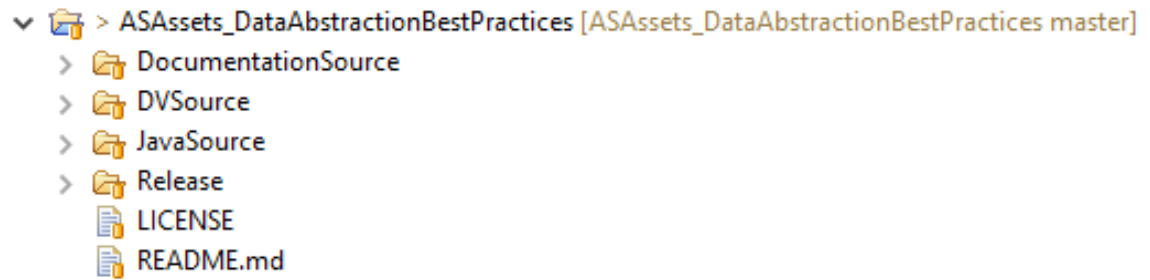 > ASAssets_DataAbstractionBestPractices [ASAssets_DataAbstractionBestPractices master]
DocumentationSource
DVSource
JavaSource
Release
LICENSE
README.md